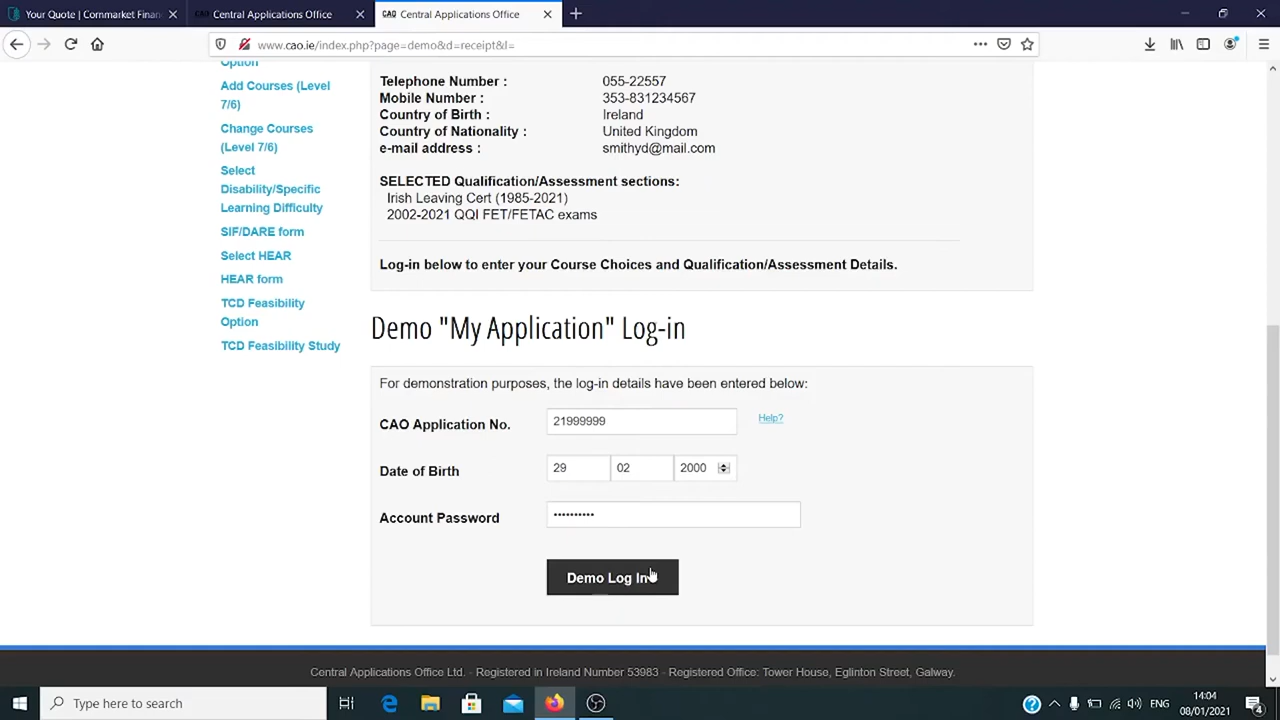 Your Quote | Cornmarket Finan
Central Applications Office
CAO Central Applications Office
www.cao.ie/index.php?page=demo&d=receipt&l=
Option
Add Courses (Level
7/6)
Change Courses
(Level 7/6)
Select
Disability/Specific
Learning Difficulty
SIF/DARE form
Select HEAR
HEAR form
TCD Feasibility
Option
TCD Feasibility Study
Telephone Number : 055-22557
Mobile Number : 353-831234567
Country of Birth : Ireland
Country of Nationality : United Kingdom
e-mail address : smithyd@mail.com
SELECTED Qualification/Assessment sections:
Irish Leaving Cert (1985-2021)
2002-2021 QQI FET/FETAC exams
Log-in below to enter your Course Choices and Qualification/Assessment Details.
Demo "My Application" Log-in
For demonstration purposes, the log-in details have been entered below:
CAO Application No. 21999999 Help?
Date of Birth 29 02 2000
Account Password ••••••••••
Demo Log In
Central Applications Office Ltd. - Registered in Ireland Number 53983 - Registered Office: Tower House, Eglinton Street, Galway.
Type here to search
ENG
14:04
08/01/2021
4